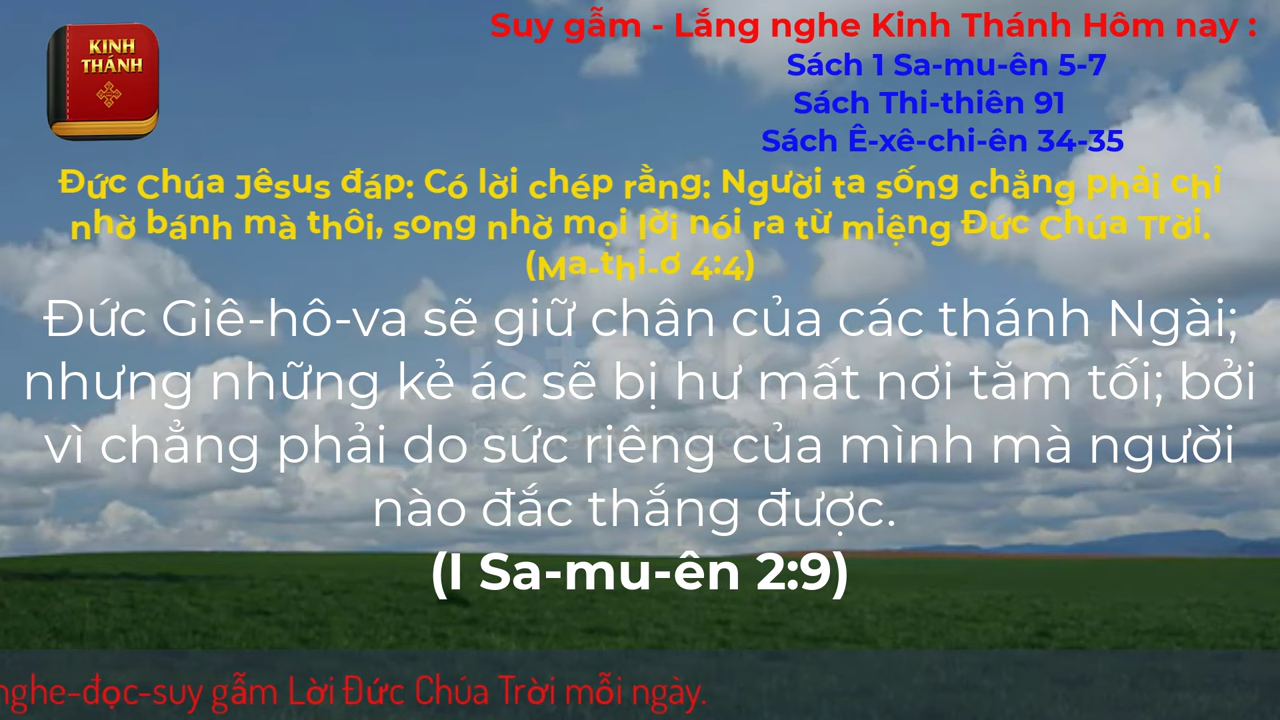 KINH
THÁNH
Suy gẫm - Lắng nghe Kinh Thánh Hôm nay :
Sách 1 Sa-mu-ên 5-7
Sách Thi-thiên 91
Sách Ê-xê-chi-ên 34-35
Đức Chúa Jêsus đáp: Có lời chép rằng: Người ta sống chẳng phải chỉ
nhờ bánh mà thôi, song nhờ mọi lời nói ra từ miệng Đức Chúa Trời.
(Ma-thi-ơ 4:4)
Đức Giê-hô-va sẽ giữ chân của các thánh Ngài;
nhưng những kẻ ác sẽ bị hư mất nơi tăm tối; bởi
vì chẳng phải do sức riêng của mình mà người
nào đắc thắng được.
(I Sa-mu-ên 2:9)
nghe-đọc-suy gẫm Lời Đức Chúa Trời mỗi ngày.